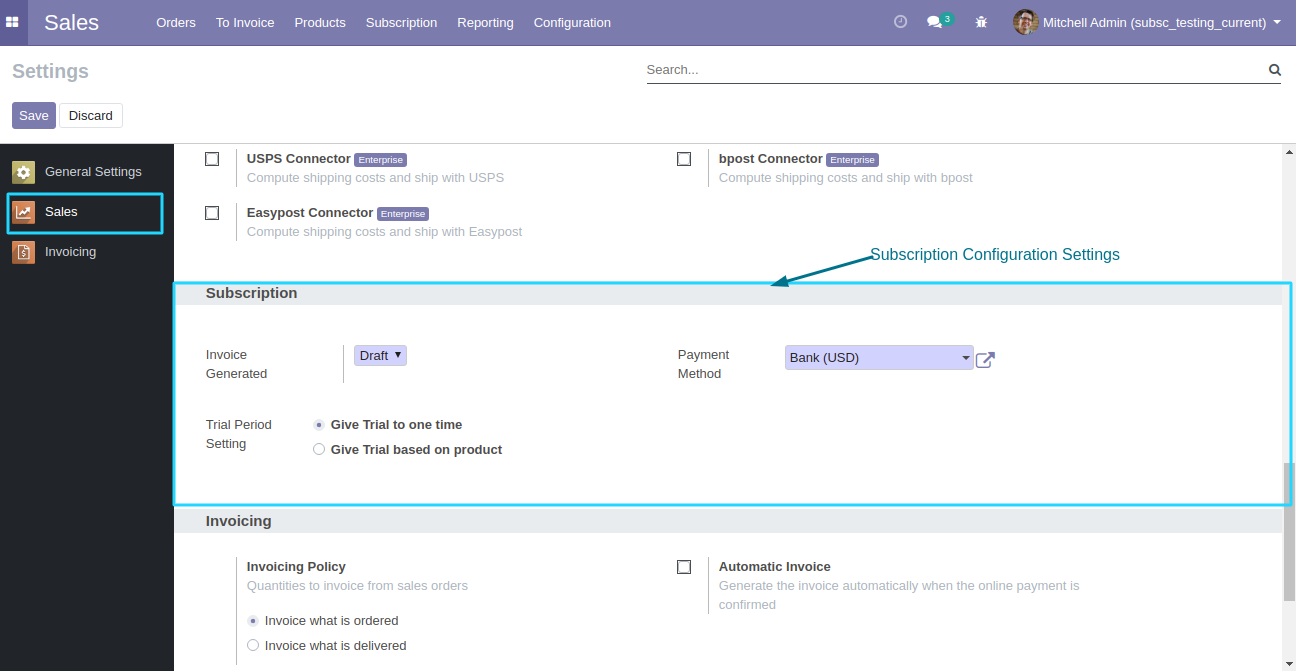 Sales Orders To Invoice Products Subscription Reporting Configuration 3 Mitchell Admin (subsc_testing_current)
Settings
Search...
Save Discard
General Settings
Sales
Invoicing
USPS Connector Enterprise
Compute shipping costs and ship with USPS
bpost Connector Enterprise
Compute shipping costs and ship with bpost
Easypost Connector Enterprise
Compute shipping costs and ship with Easypost
Subscription Configuration Settings
Subscription
Invoice
Generated
Draft
Payment
Method
Bank (USD)
Trial Period
Setting
Give Trial to one time
Give Trial based on product
Invoicing
Invoicing Policy
Quantities to invoice from sales orders
Invoice what is ordered
Invoice what is delivered
Automatic Invoice
Generate the invoice automatically when the online payment is
confirmed